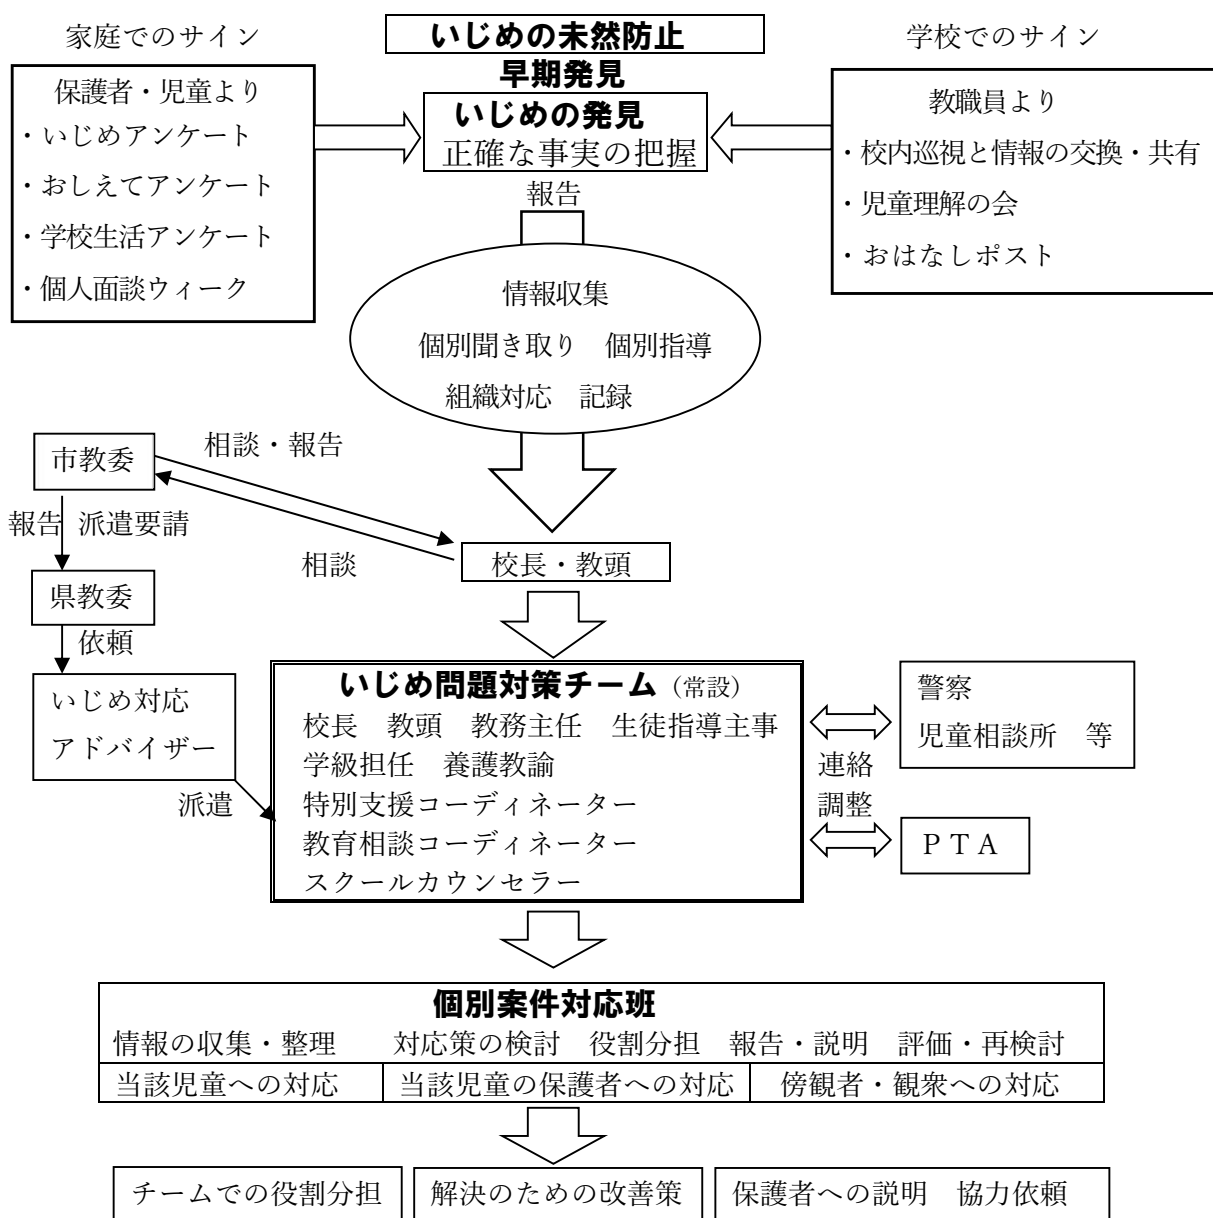 家庭でのサイン
いじめの未然防止
学校でのサイン
早期発見
保護者・児童より
・いじめアンケート
・おしえてアンケート
・学校生活アンケート
・個人面談ウィーク
いじめの発見
正確な事実の把握
教職員より
・校内巡視と情報の交換・共有
・児童理解の会
・おはなしポスト
報告
情報収集
個別聞き取り　個別指導
組織対応　記録
市教委
相談・報告
報告　派遣要請
相談
校長・教頭
県教委
依頼
いじめ対応
アドバイザー
派遣
いじめ問題対策チーム（常設）
校長　教頭　教務主任　生徒指導主事
学級担任　養護教諭
特別支援コーディネーター
教育相談コーディネーター
スクールカウンセラー
警察
児童相談所　等
連絡
調整
ＰＴＡ
個別案件対応班
情報の収集・整理　　対応策の検討　役割分担　報告・説明　評価・再検討
当該児童への対応
当該児童の保護者への対応
傍観者・観衆への対応
チームでの役割分担
解決のための改善策
保護者への説明　協力依頼